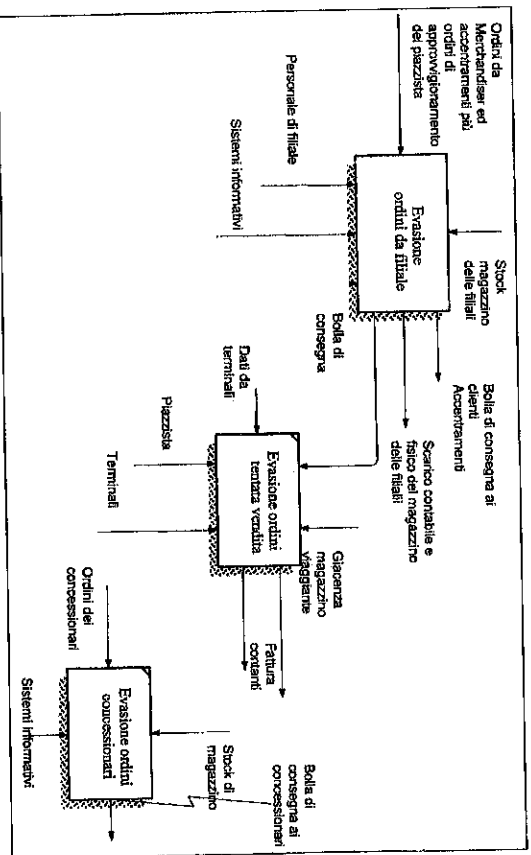 Ordini da
Merchandiser ed
accentramenti più
ordini di
approvvigionamento
del piazzista
Stock
magazzino
delle filiali
Evasione
ordini da filiale
Personale di filiale
Sistemi informativi
Bolla di consegna ai
clienti
Accentramenti
Scarico contabile e
fisico del magazzino
delle filiali
Bolla di
consegna
Dati da
terminali
Giacenza
magazzino
viaggiante
Evasione ordini
tentata vendita
Piazzista
Terminali
Fattura
contanti
Ordini dei
concessionari
Stock di
magazzino
Evasione ordini
concessionari
Sistemi informativi
Bolla di
consegna ai
concessionari